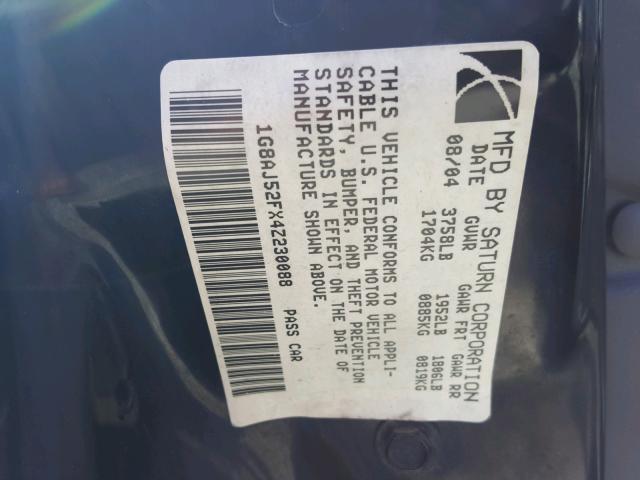 MFD BY SATURN CORPORATION
DATE GVWR GAWR FRT GAWR RR
08/04 3758LB 1952LB 1806LB
1704KG 0885KG 0819KG
THIS VEHICLE CONFORMS TO ALL APPLI-
CABLE U.S. FEDERAL MOTOR VEHICLE
SAFETY, BUMPER, AND THEFT PREVENTION
STANDARDS IN EFFECT ON THE DATE OF
MANUFACTURE SHOWN ABOVE.
1G8AJ52FX4Z230088 PASS CAR